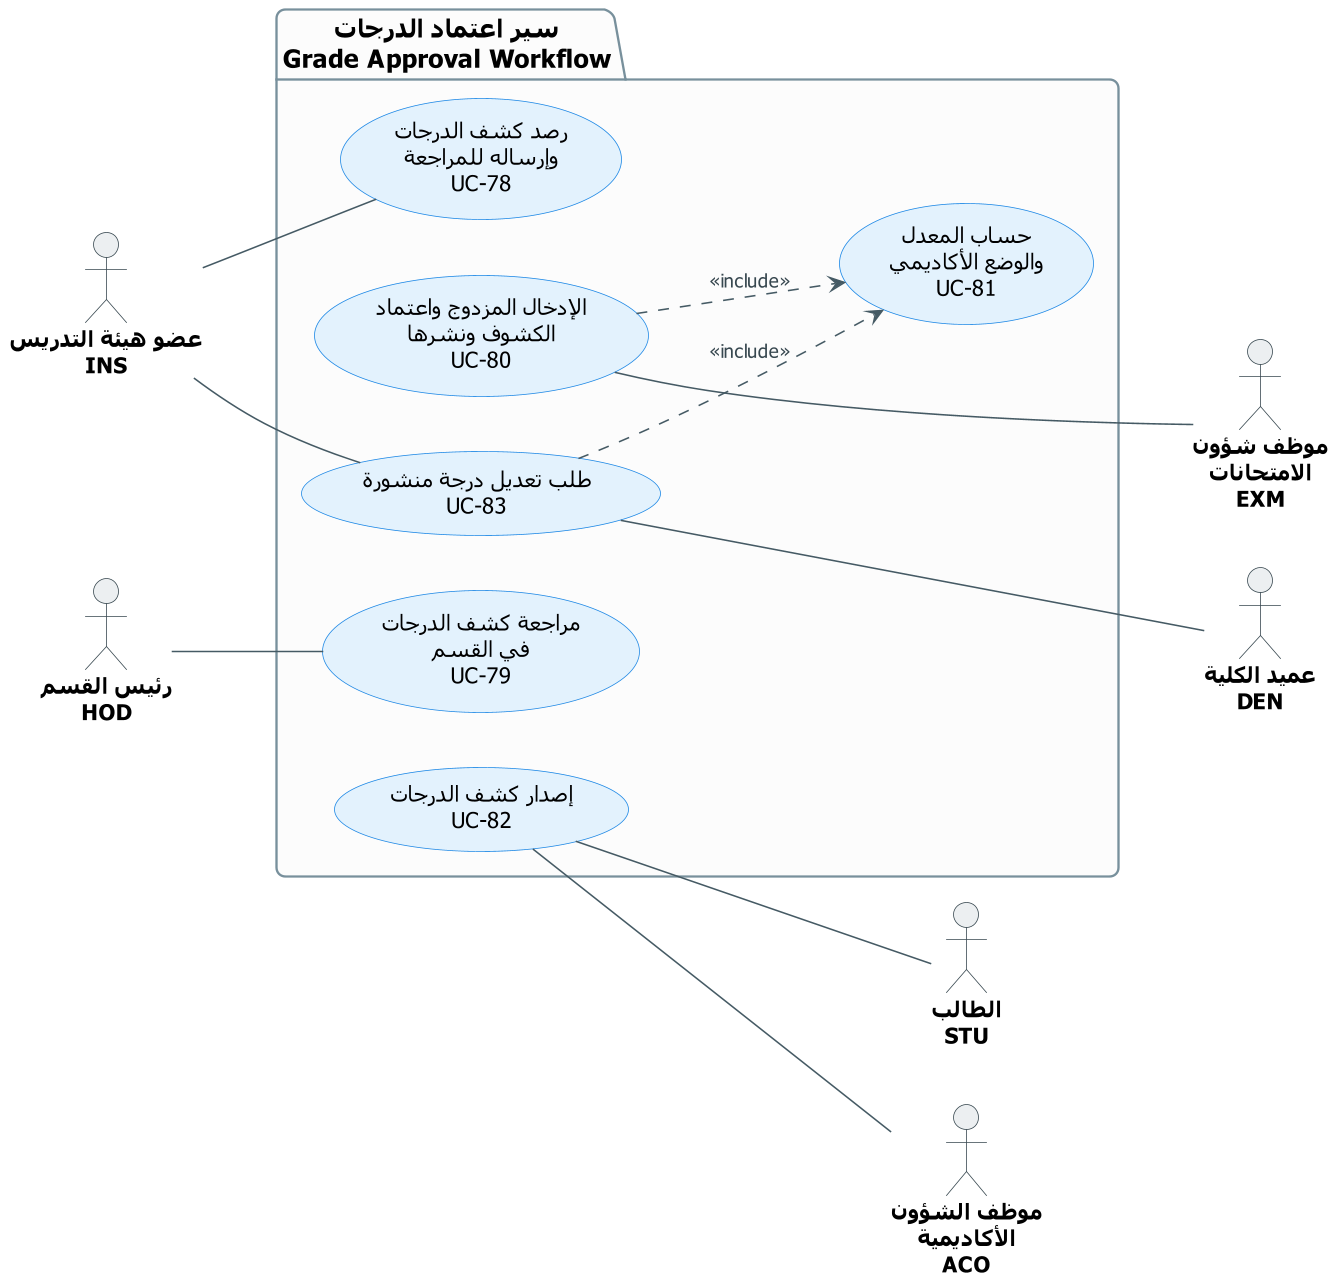 سير اعتماد الدرجات
Grade Approval Workflow
رصد كشف الدرجات
وإرساله للمراجعة
UC-78
حساب المعدل
والوضع الأكاديمي
UC-81
الإدخال المزدوج واعتماد
الكشوف ونشرها
UC-80
«include»
«include»
عضو هيئة التدريس
INS
موظف شؤون
الامتحانات
EXM
طلب تعديل درجة منشورة
UC-83
مراجعة كشف الدرجات
في القسم
UC-79
رئيس القسم
HOD
عميد الكلية
DEN
إصدار كشف الدرجات
UC-82
الطالب
STU
موظف الشؤون
الأكاديمية
ACO